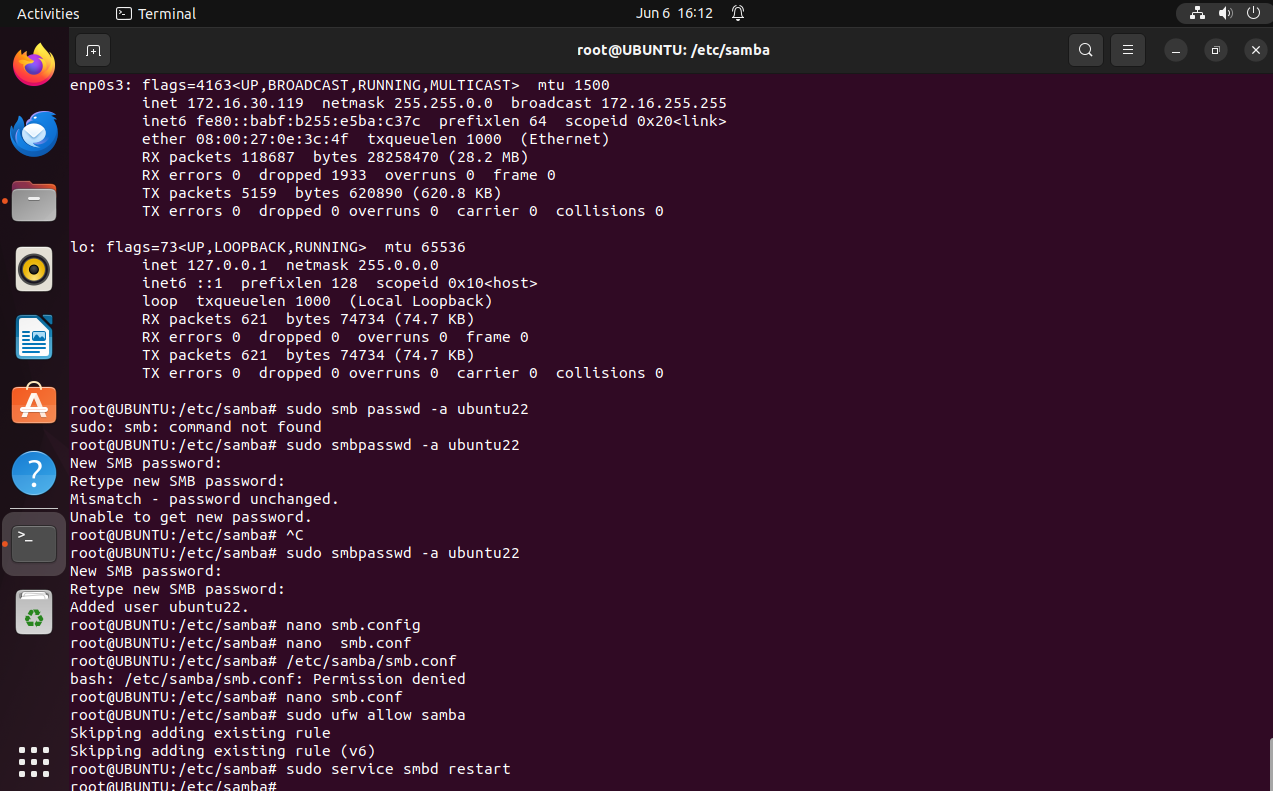 Activities
Terminal
Jun 6 16:12
root@UBUNTU: /etc/samba
enp0s3: flags=4163<UP,BROADCAST,RUNNING,MULTICAST>  mtu 1500
        inet 172.16.30.119  netmask 255.255.0.0  broadcast 172.16.255.255
        inet6 fe80::babf:b255:e5ba:c37c  prefixlen 64  scopeid 0x20<link>
        ether 08:00:27:0e:3c:4f  txqueuelen 1000  (Ethernet)
        RX packets 118687  bytes 28258470 (28.2 MB)
        RX errors 0  dropped 1933  overruns 0  frame 0
        TX packets 5159  bytes 620890 (620.8 KB)
        TX errors 0  dropped 0 overruns 0  carrier 0  collisions 0
lo: flags=73<UP,LOOPBACK,RUNNING>  mtu 65536
        inet 127.0.0.1  netmask 255.0.0.0
        inet6 ::1  prefixlen 128  scopeid 0x10<host>
        loop  txqueuelen 1000  (Local Loopback)
        RX packets 621  bytes 74734 (74.7 KB)
        RX errors 0  dropped 0  overruns 0  frame 0
        TX packets 621  bytes 74734 (74.7 KB)
        TX errors 0  dropped 0 overruns 0  carrier 0  collisions 0
root@UBUNTU:/etc/samba# sudo smb passwd -a ubuntu22
sudo: smb: command not found
root@UBUNTU:/etc/samba# sudo smbpasswd -a ubuntu22
New SMB password:
Retype new SMB password:
Mismatch - password unchanged.
Unable to get new password.
root@UBUNTU:/etc/samba# ^C
root@UBUNTU:/etc/samba# sudo smbpasswd -a ubuntu22
New SMB password:
Retype new SMB password:
Added user ubuntu22.
root@UBUNTU:/etc/samba# nano smb.config
root@UBUNTU:/etc/samba# nano  smb.conf
root@UBUNTU:/etc/samba# /etc/samba/smb.conf
bash: /etc/samba/smb.conf: Permission denied
root@UBUNTU:/etc/samba# nano smb.conf
root@UBUNTU:/etc/samba# sudo ufw allow samba
Skipping adding existing rule
Skipping adding existing rule (v6)
root@UBUNTU:/etc/samba# sudo service smbd restart
root@UBUNTU:/etc/samba#